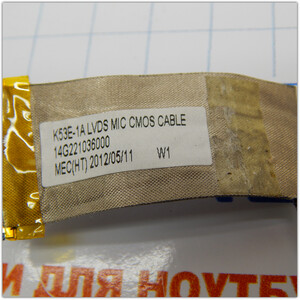 K53E-1A LVDS MIC CMOS CABLE
14G221036000
MEC(HT) 2012/05/11 W1
И ДЛЯ НОУТБУ